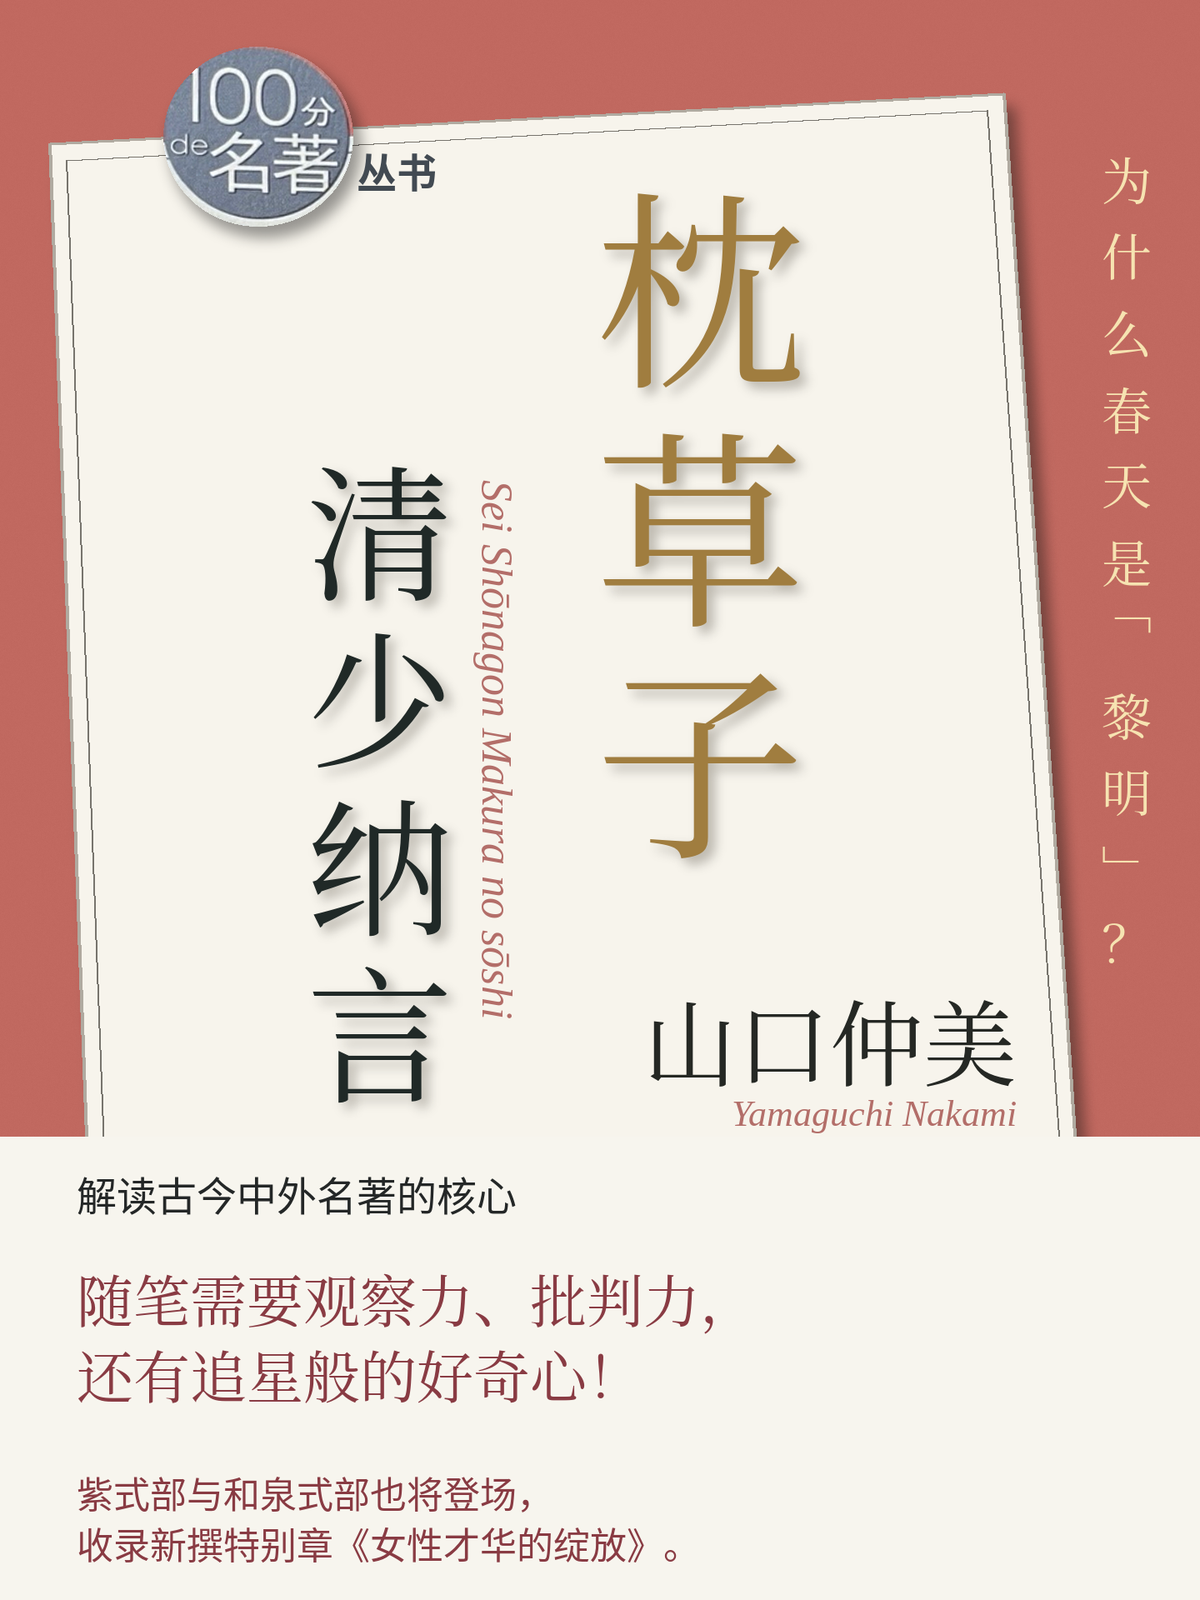 100分
de名著
丛书
为什么春天是「黎明」？
枕草子
Sei Shōnagon Makura no sōshi
清少纳言
山口仲美
Yamaguchi Nakami
解读古今中外名著的核心
随笔需要观察力、批判力，
还有追星般的好奇心！
紫式部与和泉式部也将登场，
收录新撰特别章《女性才华的绽放》。